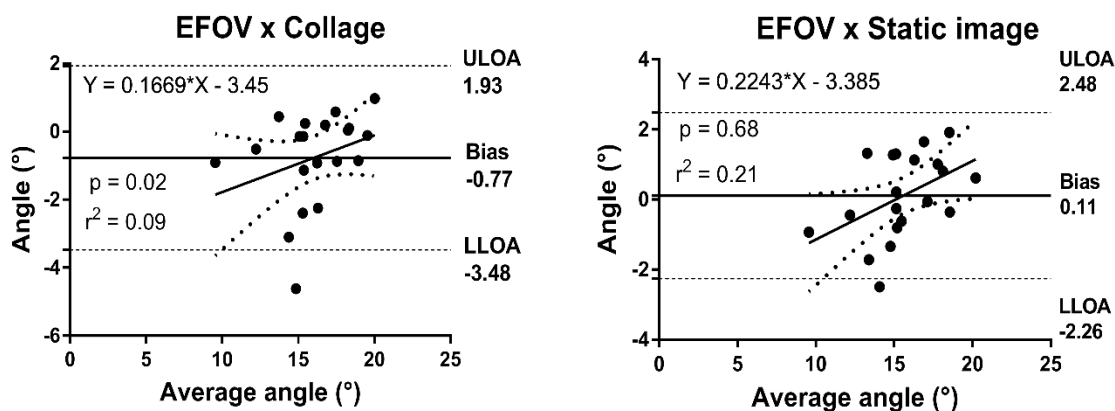 EFOV x Collage
2
0
-2
-4
-6
Angle (°)
Y = 0.1669*X - 3.45
p = 0.02
r² = 0.09
ULOA
1.93
Bias
-0.77
LLOA
-3.48
0 5 10 15 20 25
Average angle (°)
EFOV x Static image
4
2
0
-2
-4
Angle (°)
Y = 0.2243*X - 3.385
p = 0.68
r² = 0.21
ULOA
2.48
Bias
0.11
LLOA
-2.26
0 5 10 15 20 25
Average angle (°)